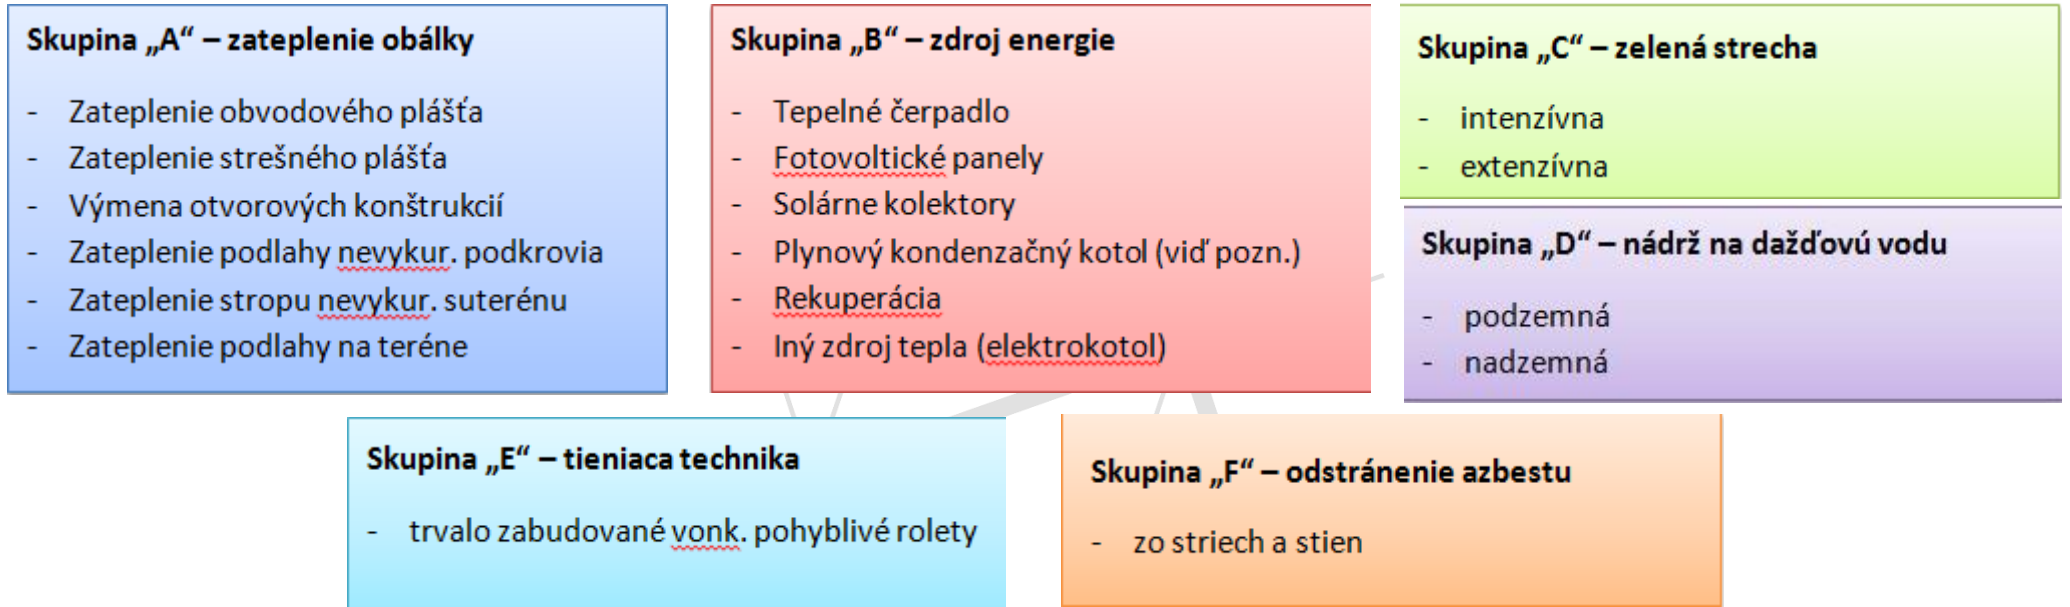 Skupina „A“ – zateplenie obálky
- Zateplenie obvodového plášťa
- Zateplenie strešného plášťa
- Výmena otvorových konštrukcií
- Zateplenie podlahy nevykur. podkrovia
- Zateplenie stropu nevykur. suterénu
- Zateplenie podlahy na teréne
Skupina „B“ – zdroj energie
- Tepelné čerpadlo
- Fotovoltické panely
- Solárne kolektory
- Plynový kondenzačný kotol (viď pozn.)
- Rekuperácia
- Iný zdroj tepla (elektrokotol)
Skupina „C“ – zelená strecha
- intenzívna
- extenzívna
Skupina „D“ – nádrž na dažďovú vodu
- podzemná
- nadzemná
Skupina „E“ – tieniaca technika
- trvalo zabudované vonk. pohyblivé rolety
Skupina „F“ – odstránenie azbestu
- zo striech a stien